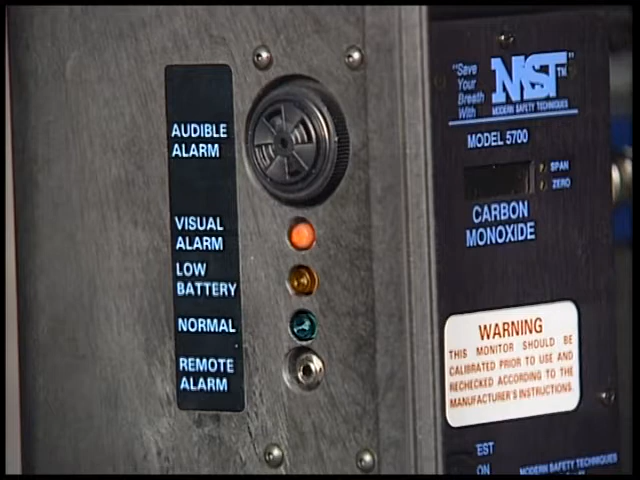 AUDIBLE
ALARM
VISUAL
ALARM
LOW
BATTERY
NORMAL
REMOTE
ALARM
"Save
Your
Breath
With
NST™"
MODERN SAFETY TECHNIQUES
MODEL 5700
SPAN
ZERO
CARBON
MONOXIDE
WARNING
THIS MONITOR SHOULD BE
CALIBRATED PRIOR TO USE AND
RECHECKED ACCORDING TO THE
MANUFACTURER'S INSTRUCTIONS.
EST
ON
MODERN SAFETY TECHNIQUES